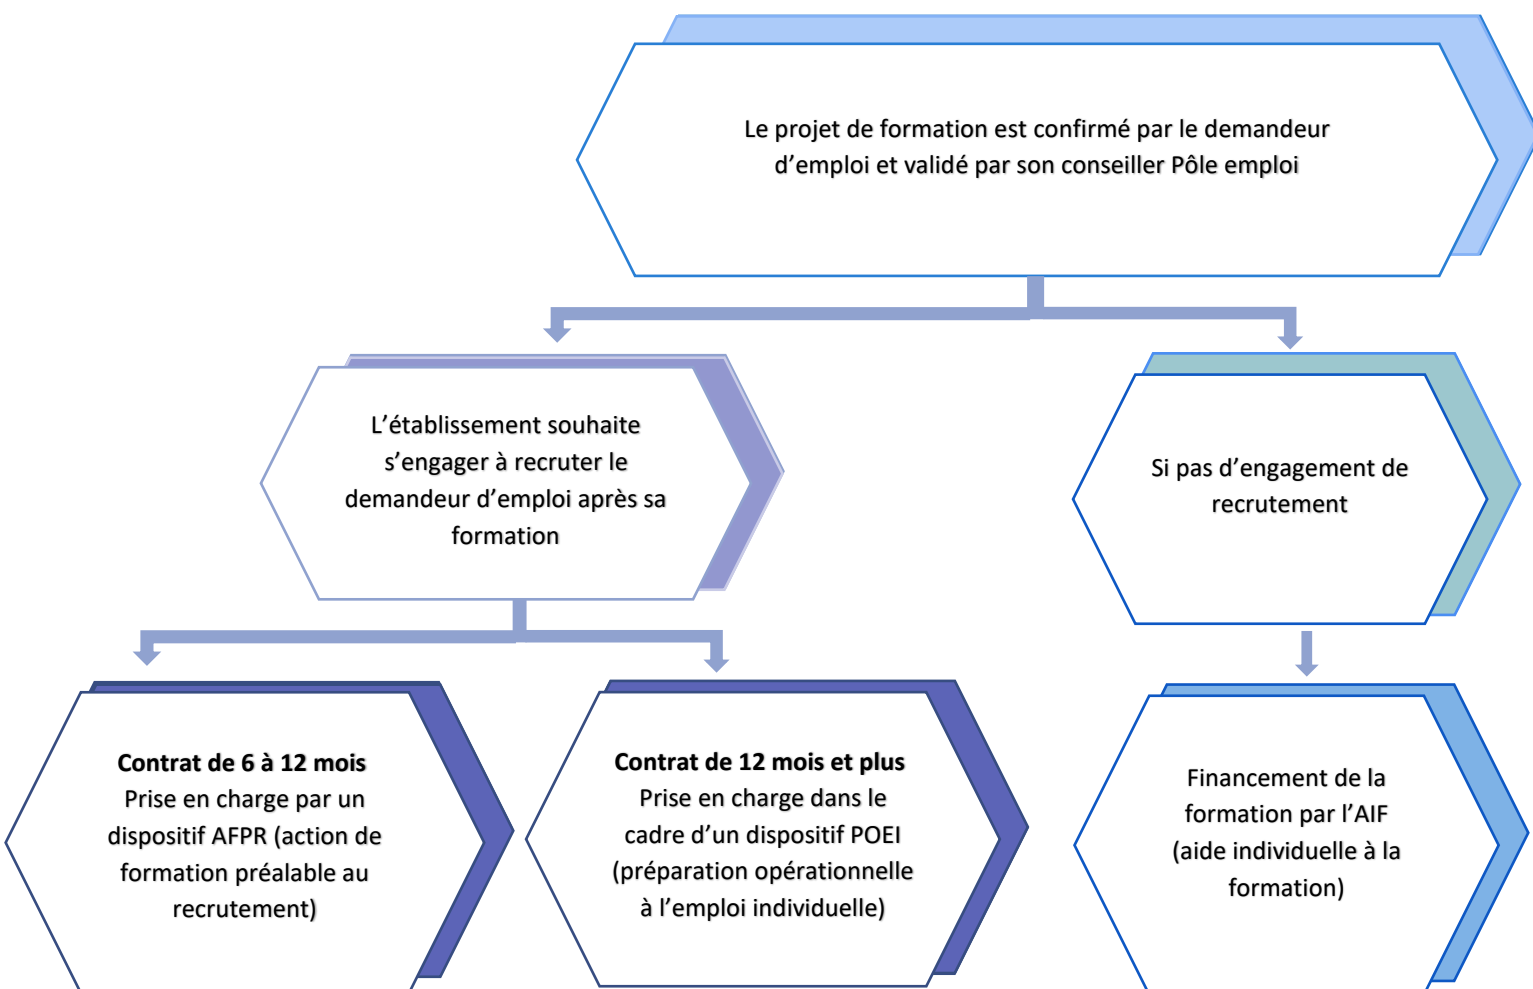 Le projet de formation est confirmé par le demandeur
d’emploi et validé par son conseiller Pôle emploi
L’établissement souhaite
s’engager à recruter le
demandeur d’emploi après sa
formation
Si pas d’engagement de
recrutement
Contrat de 6 à 12 mois
Prise en charge par un
dispositif AFPR (action de
formation préalable au
recrutement)
Contrat de 12 mois et plus
Prise en charge dans le
cadre d’un dispositif POEI
(préparation opérationnelle
à l’emploi individuelle)
Financement de la
formation par l’AIF
(aide individuelle à la
formation)